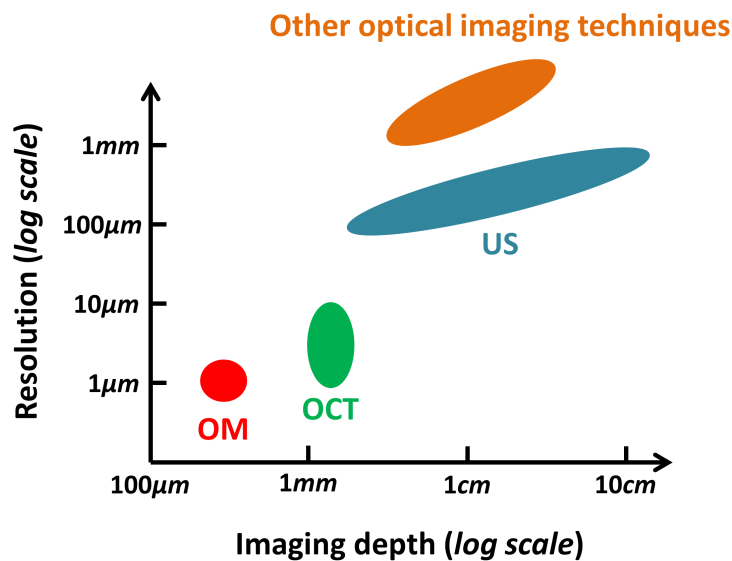 Other optical imaging techniques
Resolution (log scale)
1mm
100μm
US
10μm
1μm
OCT
OM
100μm
1mm
1cm
10cm
Imaging depth (log scale)